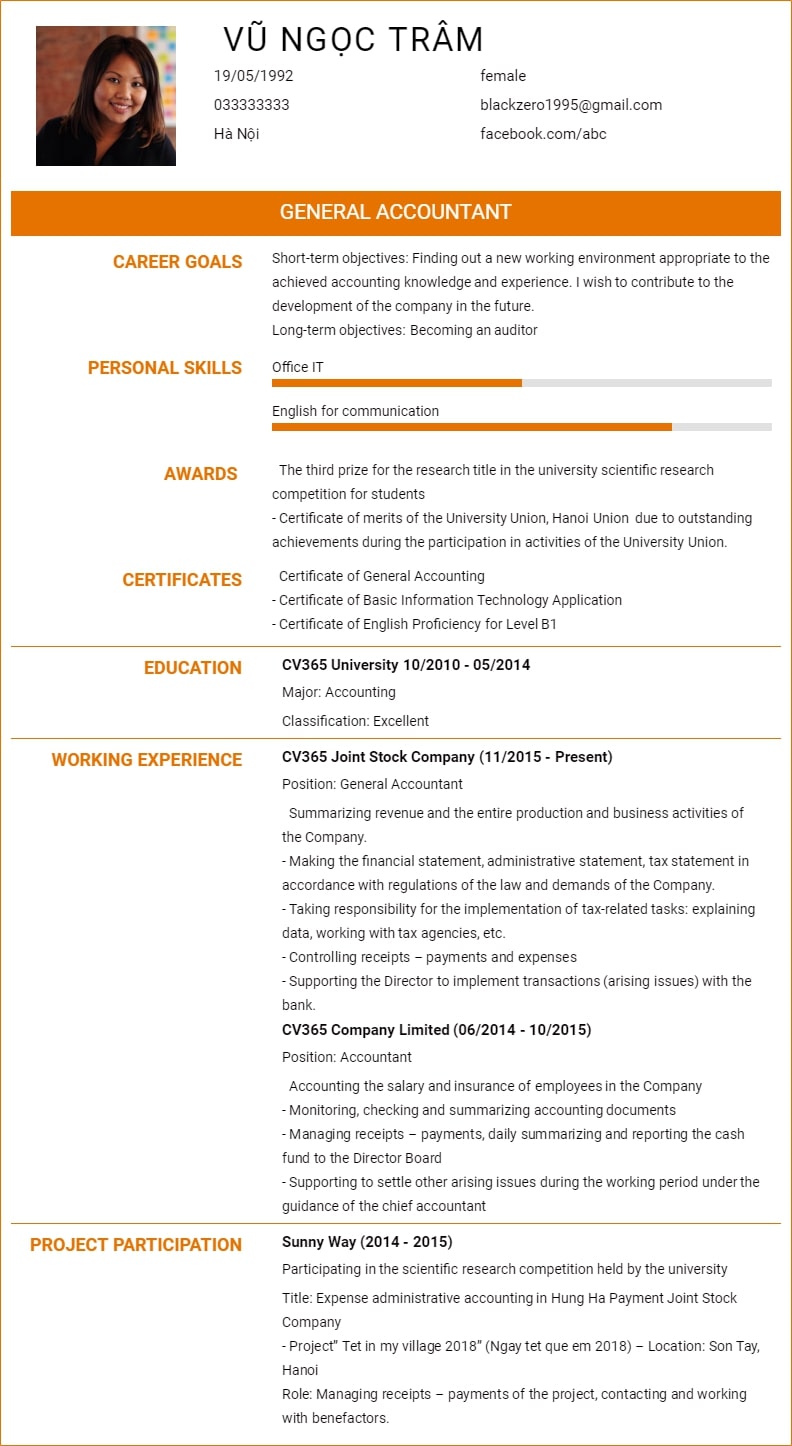 VŨ NGỌC TRÂM
19/05/1992
female
033333333
blackzero1995@gmail.com
Hà Nội
facebook.com/abc
GENERAL ACCOUNTANT
CAREER GOALS
Short-term objectives: Finding out a new working environment appropriate to the
achieved accounting knowledge and experience. I wish to contribute to the
development of the company in the future.
Long-term objectives: Becoming an auditor
PERSONAL SKILLS
Office IT
English for communication
AWARDS
The third prize for the research title in the university scientific research
competition for students
- Certificate of merits of the University Union, Hanoi Union due to outstanding
achievements during the participation in activities of the University Union.
CERTIFICATES
Certificate of General Accounting
- Certificate of Basic Information Technology Application
- Certificate of English Proficiency for Level B1
EDUCATION
CV365 University 10/2010 - 05/2014
Major: Accounting
Classification: Excellent
WORKING EXPERIENCE
CV365 Joint Stock Company (11/2015 - Present)
Position: General Accountant
Summarizing revenue and the entire production and business activities of
the Company.
- Making the financial statement, administrative statement, tax statement in
accordance with regulations of the law and demands of the Company.
- Taking responsibility for the implementation of tax-related tasks: explaining
data, working with tax agencies, etc.
- Controlling receipts – payments and expenses
- Supporting the Director to implement transactions (arising issues) with the
bank.
CV365 Company Limited (06/2014 - 10/2015)
Position: Accountant
Accounting the salary and insurance of employees in the Company
- Monitoring, checking and summarizing accounting documents
- Managing receipts – payments, daily summarizing and reporting the cash
fund to the Director Board
- Supporting to settle other arising issues during the working period under the
guidance of the chief accountant
PROJECT PARTICIPATION
Sunny Way (2014 - 2015)
Participating in the scientific research competition held by the university
Title: Expense administrative accounting in Hung Ha Payment Joint Stock
Company
- Project” Tet in my village 2018” (Ngay tet que em 2018) – Location: Son Tay,
Hanoi
Role: Managing receipts – payments of the project, contacting and working
with benefactors.